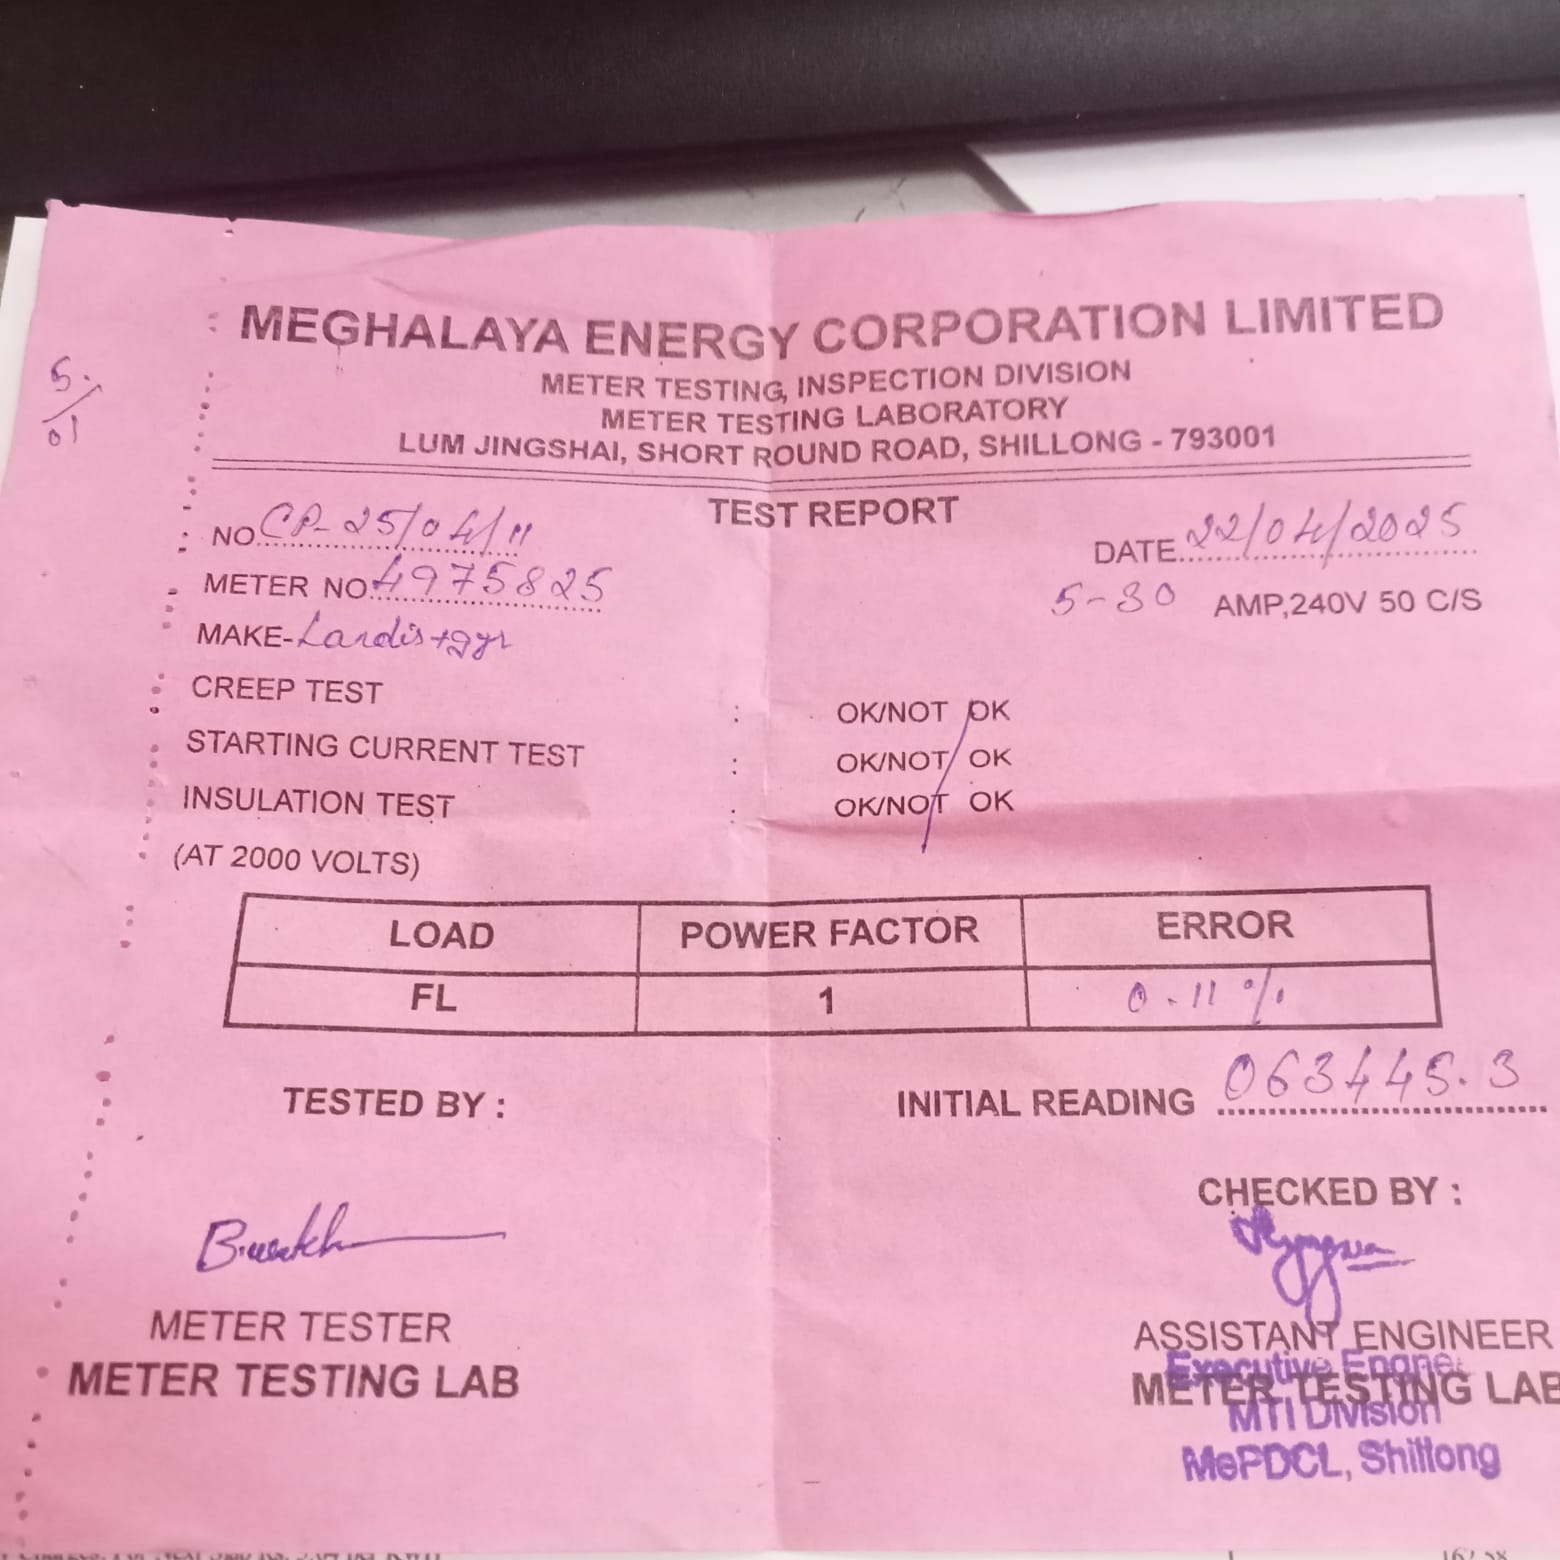 MEGHALAYA ENERGY CORPORATION LIMITED
METER TESTING, INSPECTION DIVISION
METER TESTING LABORATORY
LUM JINGSHAI, SHORT ROUND ROAD, SHILLONG - 793001
5.
01
TEST REPORT
NO CP-25/04/11
DATE 22/04/2025
METER NO 4975825
5-30 AMP,240V 50 C/S
MAKE- Landis+gyr
CREEP TEST : OK/NOT OK
STARTING CURRENT TEST : OK/NOT OK
INSULATION TEST : OK/NOT OK
(AT 2000 VOLTS)
LOAD POWER FACTOR ERROR
FL 1 0.11 %
INITIAL READING 063445.3
TESTED BY :
CHECKED BY :
METER TESTER
METER TESTING LAB
ASSISTANT ENGINEER
Executive Engine
METER TESTING LAB
MTI Division
MePDCL, Shillong